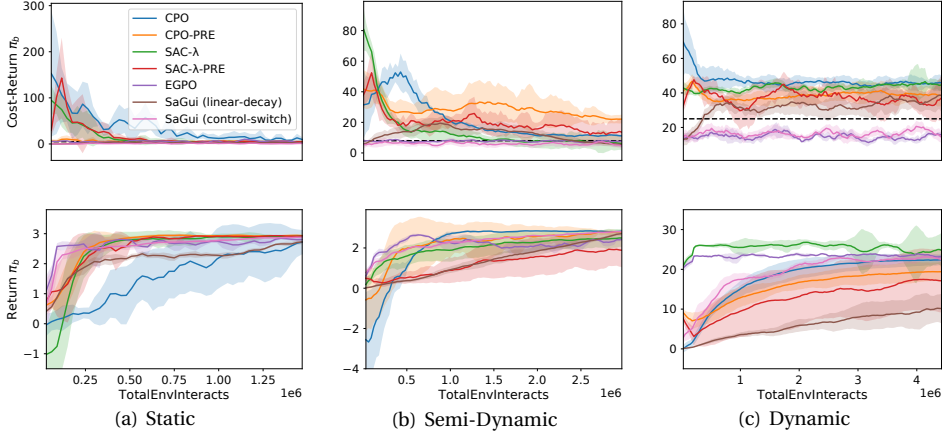 300
200
100
0
Cost-Return π_b
CPO
CPO-PRE
SAC-λ
SAC-λ-PRE
EGPO
SaGui (linear-decay)
SaGui (control-switch)
80
60
40
20
0
80
60
40
20
3
2
1
0
−1
Return π_b
0.25 0.50 0.75 1.00 1.25
TotalEnvInteracts 1e6
2
0
−2
−4
0.5 1.0 1.5 2.0 2.5
TotalEnvInteracts 1e6
30
20
10
0
1 2 3 4
TotalEnvInteracts 1e6
(a) Static
(b) Semi-Dynamic
(c) Dynamic